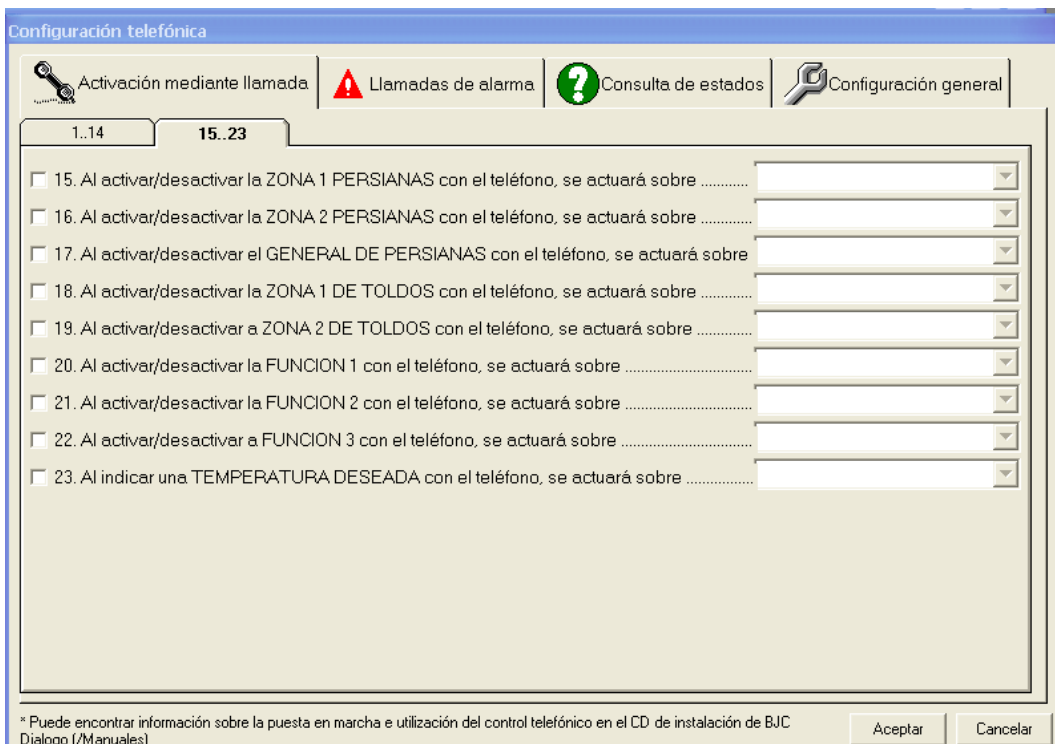 Configuración telefónica
Activación mediante llamada
Llamadas de alarma
Consulta de estados
Configuración general
1..14
15..23
15. Al activar/desactivar la ZONA 1 PERSIANAS con el teléfono, se actuará sobre ...........
16. Al activar/desactivar la ZONA 2 PERSIANAS con el teléfono, se actuará sobre ............
17. Al activar/desactivar el GENERAL DE PERSIANAS con el teléfono, se actuará sobre
18. Al activar/desactivar la ZONA 1 DE TOLDOS con el teléfono, se actuará sobre ............
19. Al activar/desactivar a ZONA 2 DE TOLDOS con el teléfono, se actuará sobre .............
20. Al activar/desactivar la FUNCION 1 con el teléfono, se actuará sobre ..............................
21. Al activar/desactivar la FUNCION 2 con el teléfono, se actuará sobre ..............................
22. Al activar/desactivar a FUNCION 3 con el teléfono, se actuará sobre ..............................
23. Al indicar una TEMPERATURA DESEADA con el teléfono, se actuará sobre ................
* Puede encontrar información sobre la puesta en marcha e utilización del control telefónico en el CD de instalación de BJC
Dialogo (/Manuales)
Aceptar
Cancelar